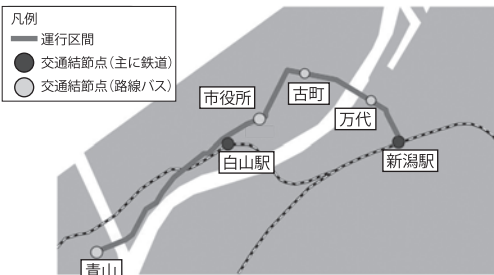 凡例
運行区間
交通結節点(主に鉄道)
交通結節点(路線バス)
市役所
古町
万代
白山駅
新潟駅
青山